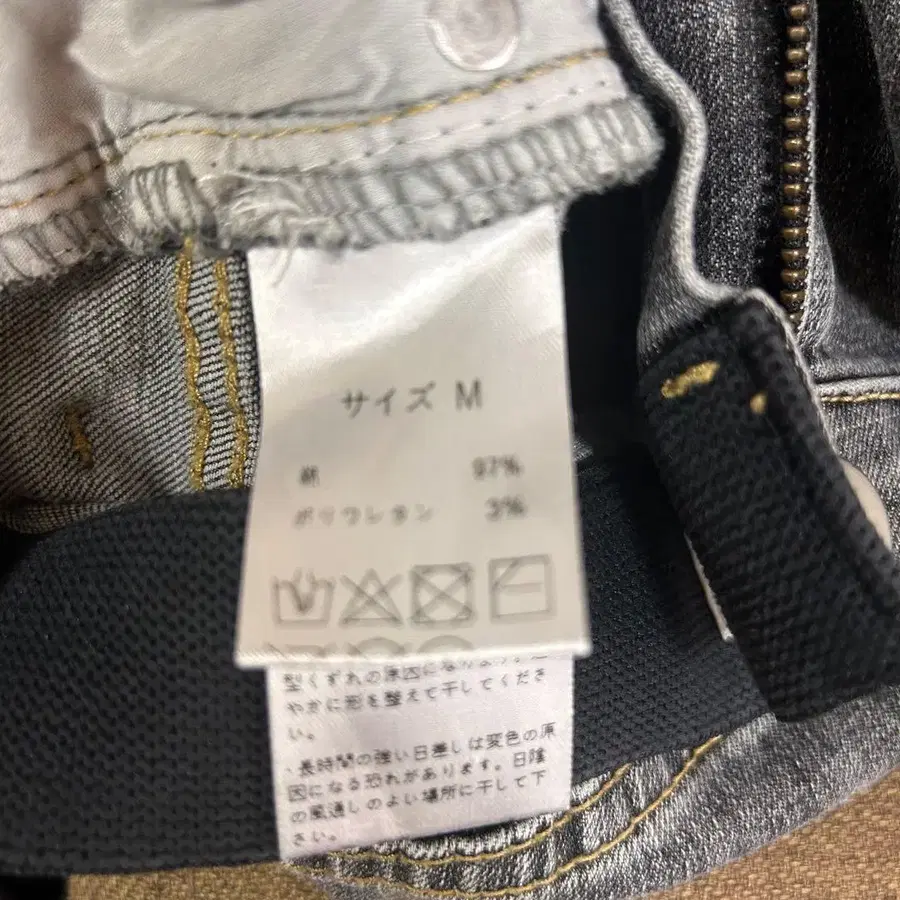 サイズ M
綿 97%
ポリウレタン 3%
型くずれの原因になります。
やかに形を整えて干してくださ
い。
・長時間の強い日差しは変色の原
因になる恐れがあります。日陰
の風通しのよい場所に干して下
さい。